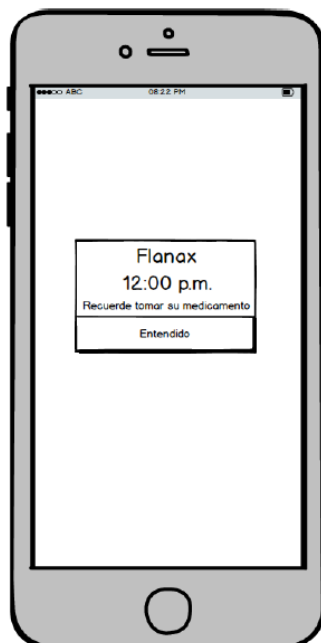 ABC 08:22 PM
Flanax
12:00 p.m.
Recuerde tomar su medicamento
Entendido